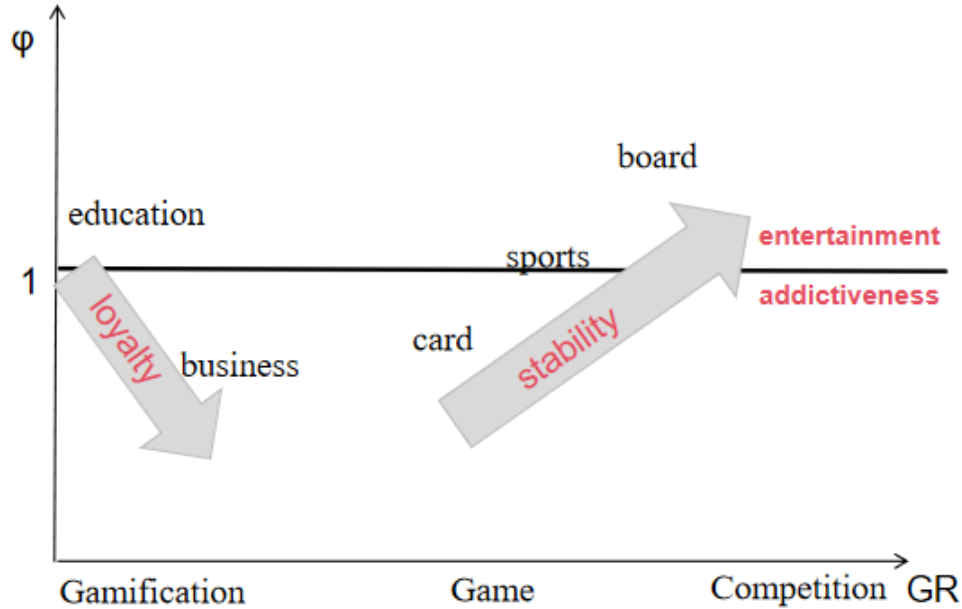 φ
board
education
entertainment
sports
1
addictiveness
loyalty
stability
card
business
Gamification
Game
Competition
GR